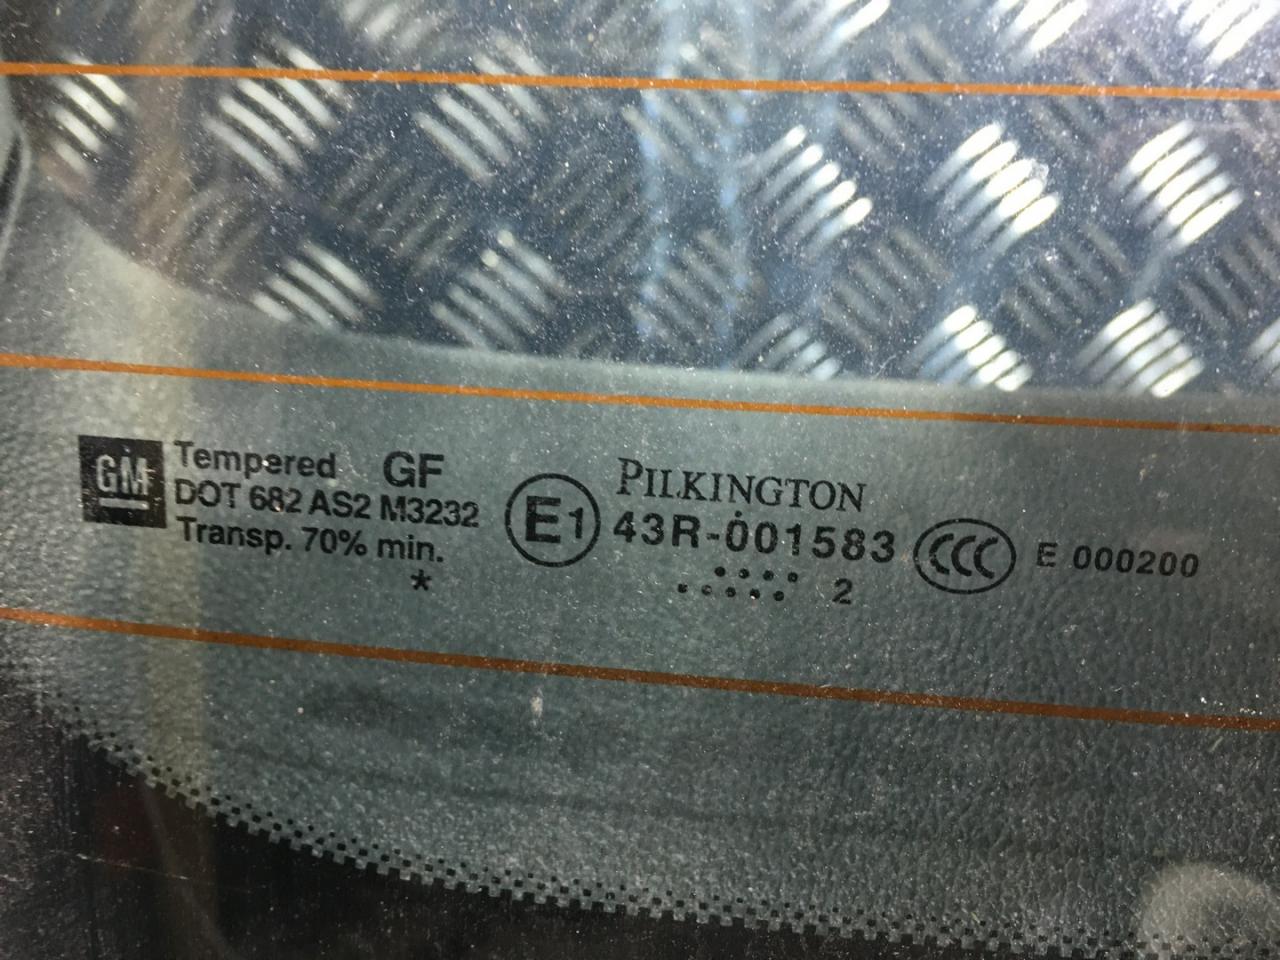 GM
Tempered GF
DOT 682 AS2 M3232
Transp. 70% min.
*
E1
PILKINGTON
43R-001583
2
CCC
E 000200